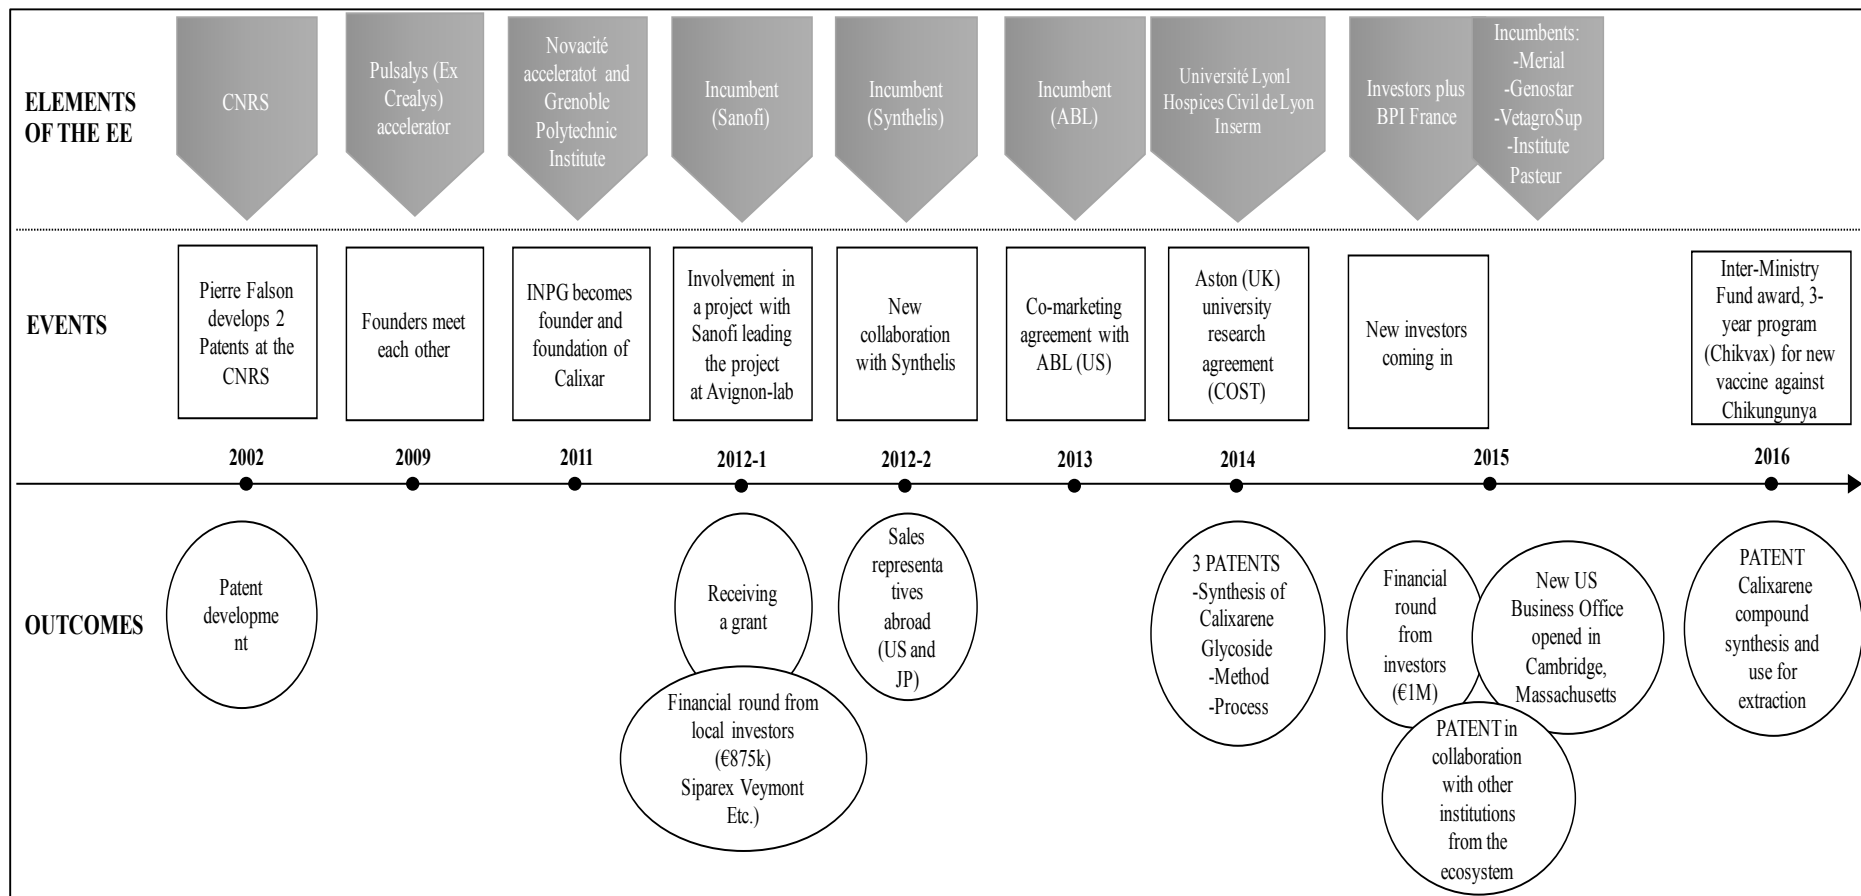 ELEMENTS
OF THE EE
CNRS
Pulsalys (Ex
Crealys)
accelerator
Novacité
acceleratot and
Grenoble
Polytechnic
Institute
Incumbent
(Sanofi)
Incumbent
(Synthelis)
Incumbent
(ABL)
Université Lyon1
Hospices Civil de Lyon
Inserm
Investors plus
BPI France
Incumbents:
-Merial
-Genostar
-VetagroSup
-Institute
Pasteur
EVENTS
Pierre Falson
develops 2
Patents at the
CNRS
Founders meet
each other
INPG becomes
founder and
foundation of
Calixar
Involvement in
a project with
Sanofi leading
the project
at Avignon-lab
New
collaboration
with Synthelis
Co-marketing
agreement with
ABL (US)
Aston (UK)
university
research
agreement
(COST)
New investors
coming in
Inter-Ministry
Fund award, 3-
year program
(Chikvax) for new
vaccine against
Chikungunya
2002
2009
2011
2012-1
2012-2
2013
2014
2015
2016
OUTCOMES
Patent
developme
nt
Receiving
a grant
Financial round from
local investors
(€875k)
Siparex Veymont
Etc.)
Sales
representa
tives
abroad
(US and
JP)
3 PATENTS
-Synthesis of
Calixarene
Glycoside
-Method
-Process
Financial
round
from
investors
(€1M)
New US
Business Office
opened in
Cambridge,
Massachusetts
PATENT in
collaboration
with other
institutions
from the
ecosystem
PATENT
Calixarene
compound
synthesis and
use for
extraction